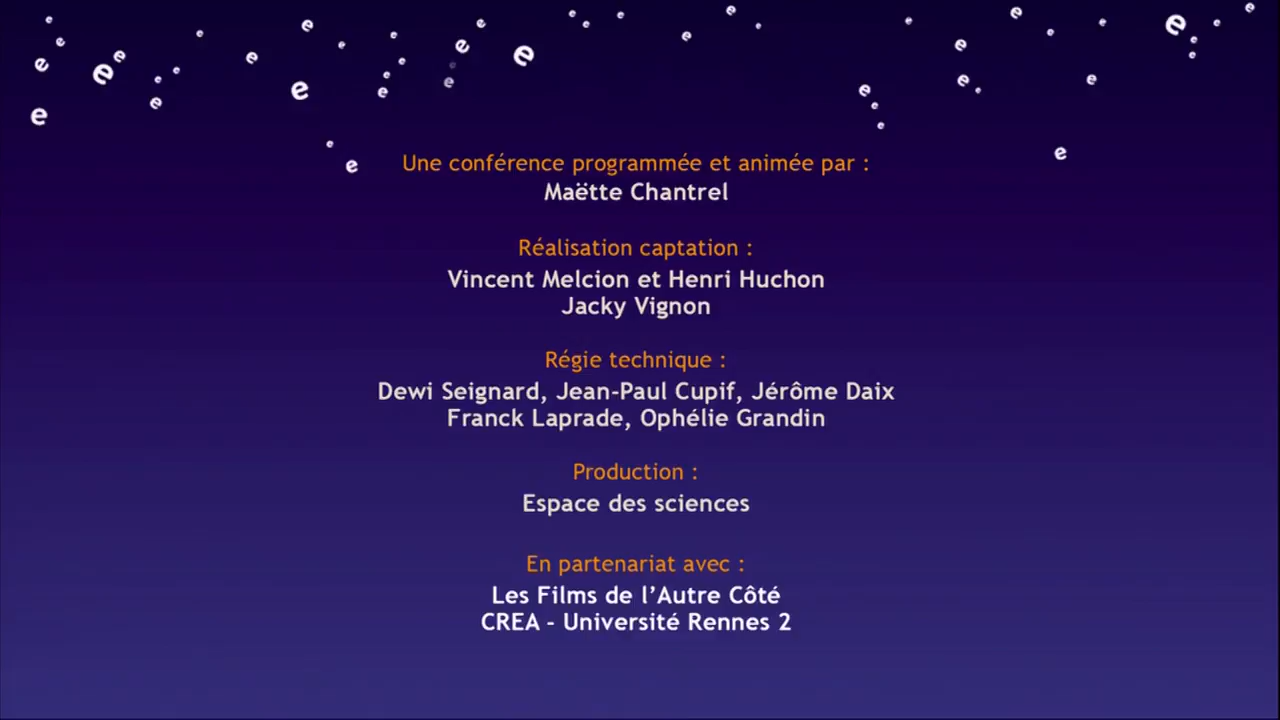 Une conférence programmée et animée par :
Maëtte Chantrel
Réalisation captation :
Vincent Melcion et Henri Huchon
Jacky Vignon
Régie technique :
Dewi Seignard, Jean-Paul Cupif, Jérôme Daix
Franck Laprade, Ophélie Grandin
Production :
Espace des sciences
En partenariat avec :
Les Films de l’Autre Côté
CREA - Université Rennes 2